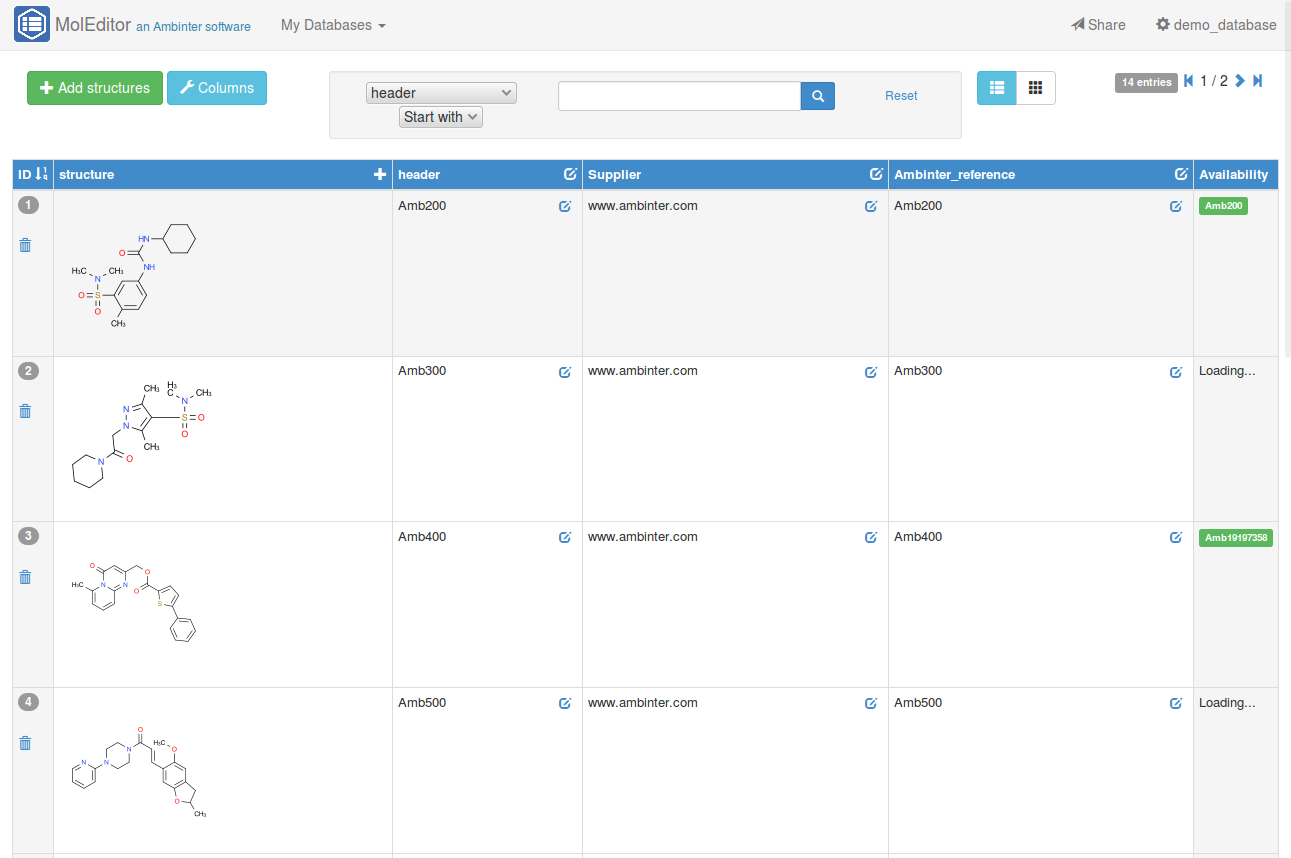 MolEditor an Ambinter software My Databases Share demo_database
Add structures Columns header Start with Reset 14 entries 1 / 2
ID structure header Supplier Ambinter_reference Availability
1 Amb200 www.ambinter.com Amb200 Amb200
HN
O
NH
H₃C CH₃
N
O S
O
CH₃
2 Amb300 www.ambinter.com Amb300 Loading...
CH₃ H₃C CH₃
N N
N S O
O
CH₃
N O
3 Amb400 www.ambinter.com Amb400 Amb19197358
O O
H₃C N N O
S
4 Amb500 www.ambinter.com Amb500 Loading...
O
N H₃C O
N N
O
CH₃